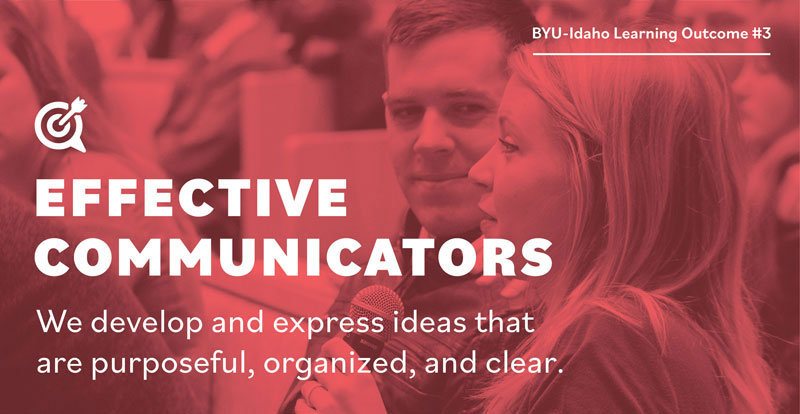 BYU-Idaho Learning Outcome #3
EFFECTIVE
COMMUNICATORS
We develop and express ideas that
are purposeful, organized, and clear.